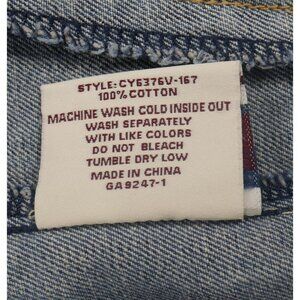 STYLE: CY6376V-167
100% COTTON
MACHINE WASH COLD INSIDE OUT
WASH SEPARATELY
WITH LIKE COLORS
DO NOT BLEACH
TUMBLE DRY LOW
MADE IN CHINA
GA9247-1